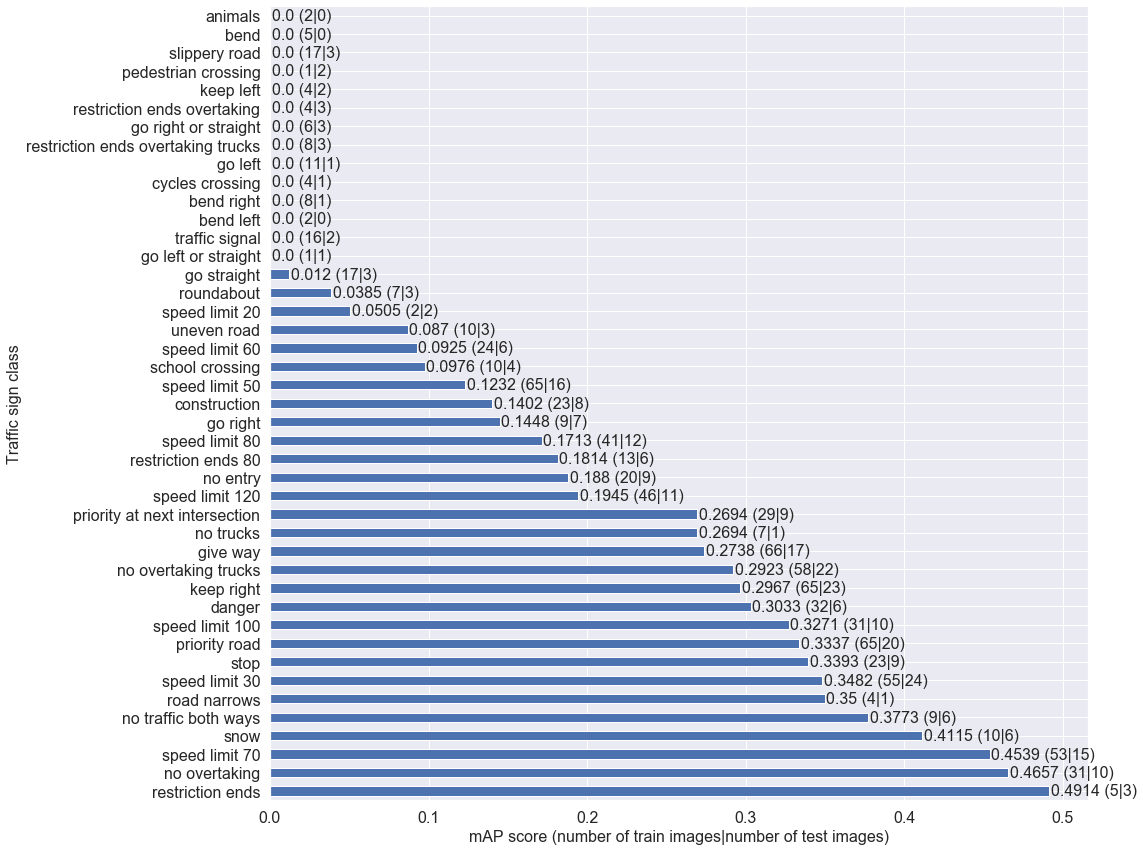 animals 0.0 (2|0)
bend 0.0 (5|0)
slippery road 0.0 (17|3)
pedestrian crossing 0.0 (1|2)
keep left 0.0 (4|2)
restriction ends overtaking 0.0 (4|3)
go right or straight 0.0 (6|3)
restriction ends overtaking trucks 0.0 (8|3)
go left 0.0 (11|1)
cycles crossing 0.0 (4|1)
bend right 0.0 (8|1)
bend left 0.0 (2|0)
traffic signal 0.0 (16|2)
go left or straight 0.0 (1|1)
go straight 0.012 (17|3)
roundabout 0.0385 (7|3)
speed limit 20 0.0505 (2|2)
uneven road 0.087 (10|3)
speed limit 60 0.0925 (24|6)
school crossing 0.0976 (10|4)
speed limit 50 0.1232 (65|16)
construction 0.1402 (23|8)
go right 0.1448 (9|7)
speed limit 80 0.1713 (41|12)
restriction ends 80 0.1814 (13|6)
no entry 0.188 (20|9)
speed limit 120 0.1945 (46|11)
priority at next intersection 0.2694 (29|9)
no trucks 0.2694 (7|1)
give way 0.2738 (66|17)
no overtaking trucks 0.2923 (58|22)
keep right 0.2967 (65|23)
danger 0.3033 (32|6)
speed limit 100 0.3271 (31|10)
priority road 0.3337 (65|20)
stop 0.3393 (23|9)
speed limit 30 0.3482 (55|24)
road narrows 0.35 (4|1)
no traffic both ways 0.3773 (9|6)
snow 0.4115 (10|6)
speed limit 70 0.4539 (53|15)
no overtaking 0.4657 (31|10)
restriction ends 0.4914 (5|3)
Traffic sign class
0.0 0.1 0.2 0.3 0.4 0.5
mAP score (number of train images|number of test images)